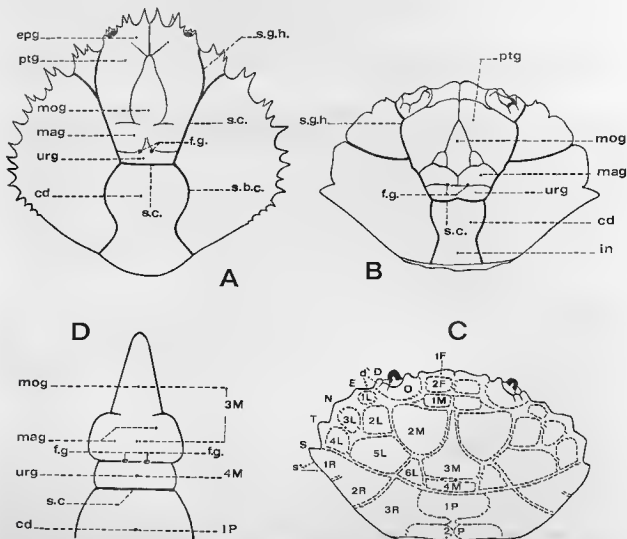 epg
ptg
mog
mag
urg
cd
s.g.h.
s.c.
f.g.
s.b.c.
s.c.
A
ptg
s.g.h
mog
mag
f.g.
urg
s.c.
cd
in
B
D
mog
3M
mag
f.g
f.g.
urg
4M
s.c
cd
1P
C
1F
d
D
E
O
2F
1L
1M
N
3L
2L
2M
T
4L
S
5L
6L
3M
s
1R
4M
2R
1P
3R
2P